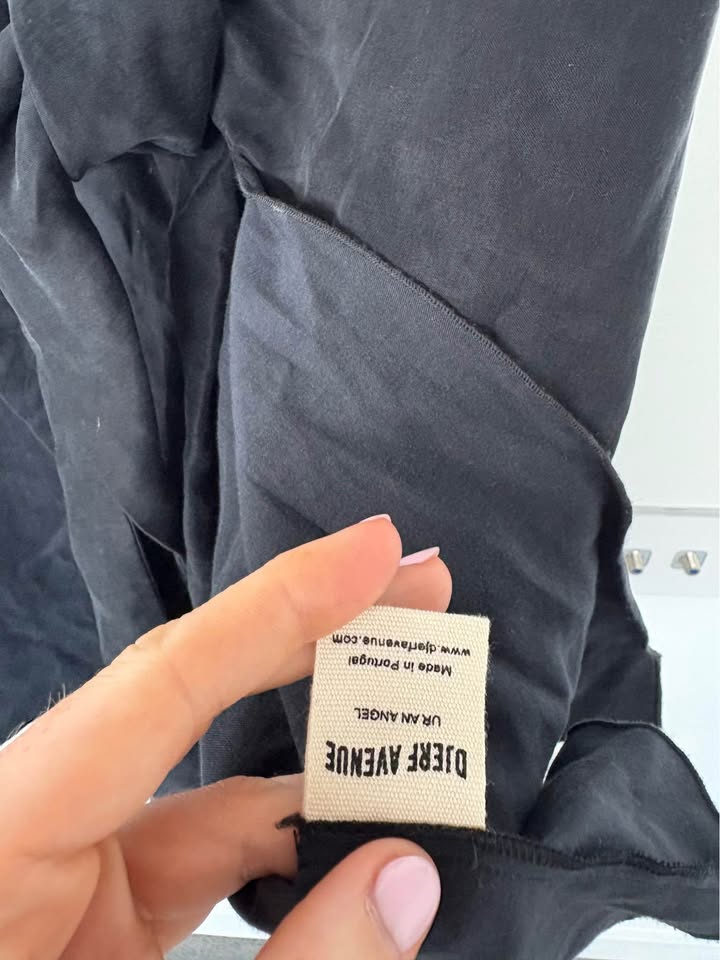 DJERF AVENUE
UR AN ANGEL
Made in Portugal
www.djerfavenue.com